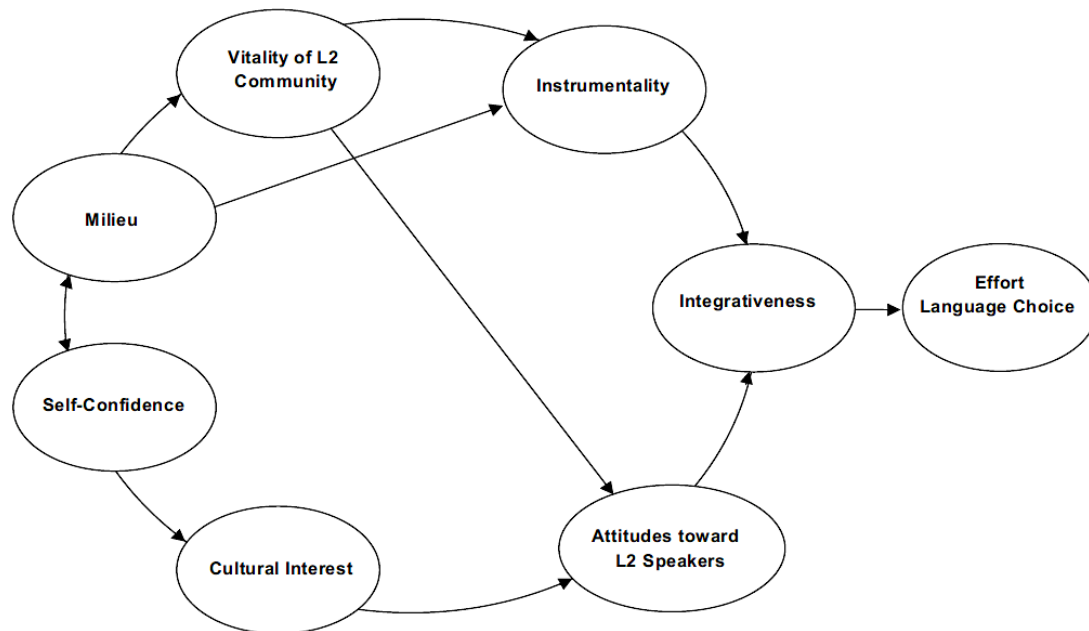 Vitality of L2
Community
Instrumentality
Milieu
Integrativeness
Effort
Language Choice
Self-Confidence
Attitudes toward
L2 Speakers
Cultural Interest